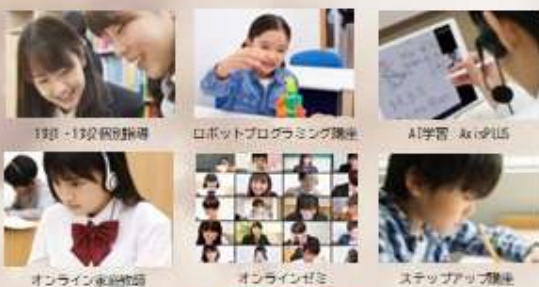 1対1・1対2個別指導
ロボットプログラミング講座
AI学習 AxisPLUS
オンライン家庭教師
オンラインゼミ
ステップアップ講座